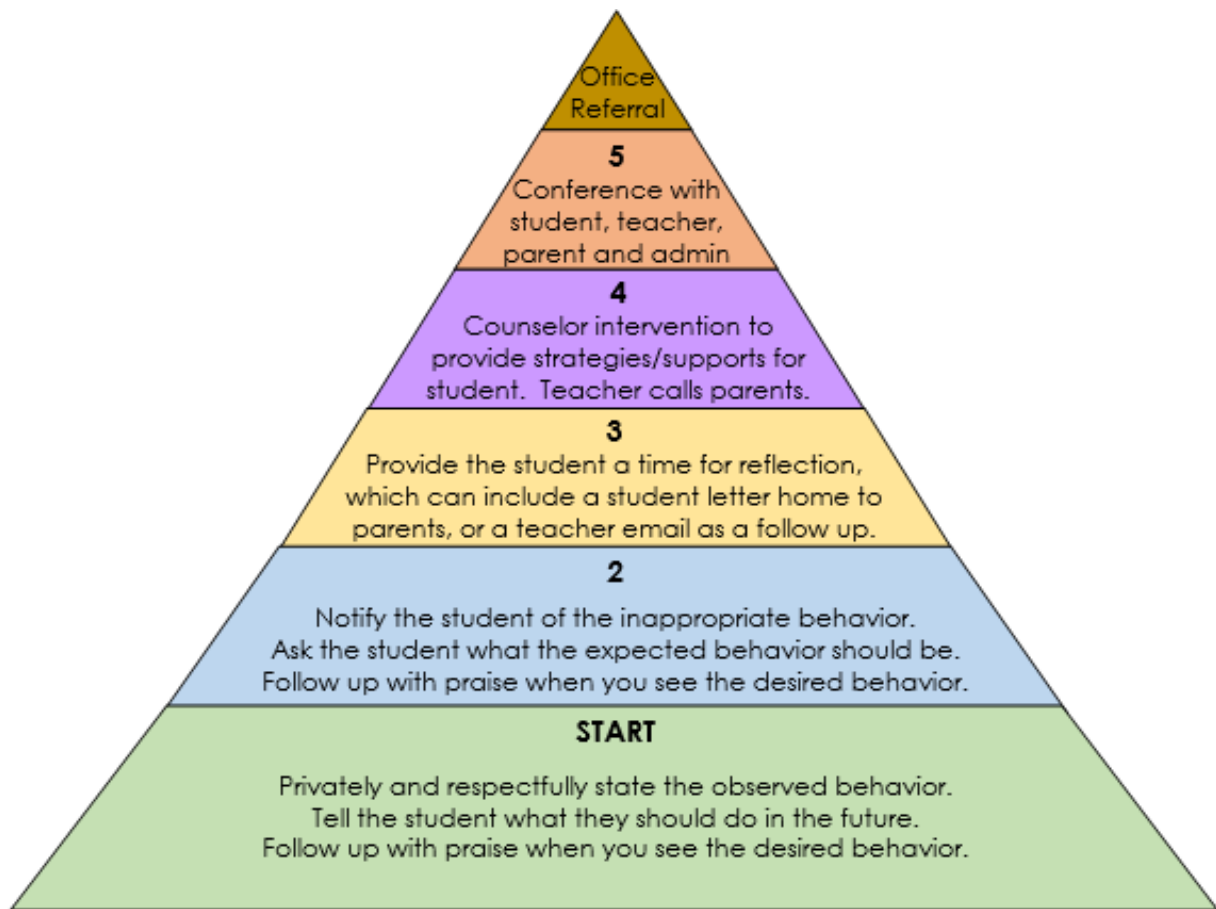 Office
Referral
5
Conference with
student, teacher,
parent and admin
4
Counselor intervention to
provide strategies/supports for
student.  Teacher calls parents.
3
Provide the student a time for reflection,
which can include a student letter home to
parents, or a teacher email as a follow up.
2
Notify the student of the inappropriate behavior.
Ask the student what the expected behavior should be.
Follow up with praise when you see the desired behavior.
START
Privately and respectfully state the observed behavior.
Tell the student what they should do in the future.
Follow up with praise when you see the desired behavior.